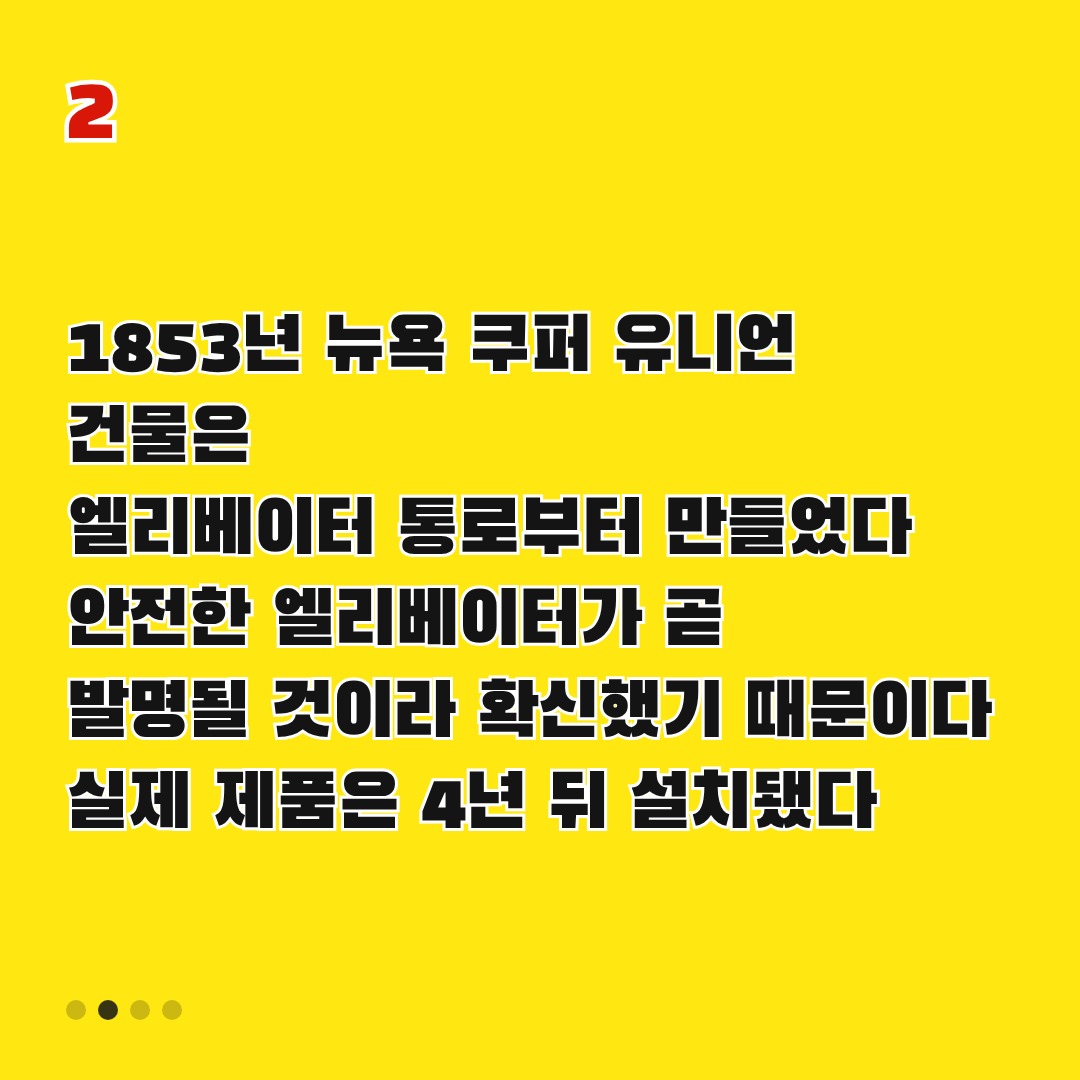 2
1853년 뉴욕 쿠퍼 유니언
건물은
엘리베이터 통로부터 만들었다
안전한 엘리베이터가 곧
발명될 것이라 확신했기 때문이다
실제 제품은 4년 뒤 설치됐다